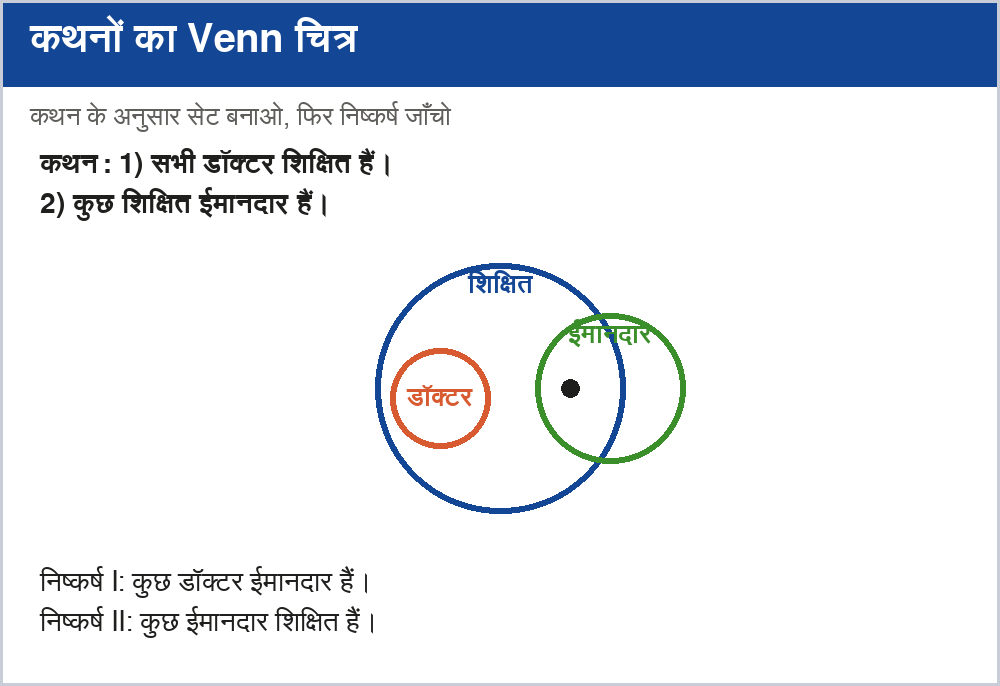 कथनों का Venn चित्र
कथन के अनुसार सेट बनाओ, फिर निष्कर्ष जाँचो
कथन : 1) सभी डॉक्टर शिक्षित हैं।
2) कुछ शिक्षित ईमानदार हैं।
शिक्षित
ईमानदार
डॉक्टर
निष्कर्ष I: कुछ डॉक्टर ईमानदार हैं।
निष्कर्ष II: कुछ ईमानदार शिक्षित हैं।